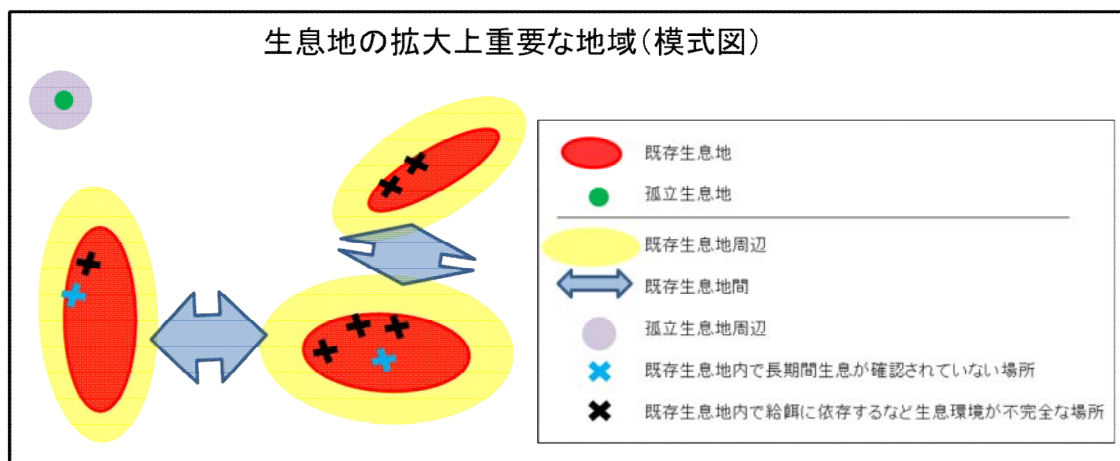 生息地の拡大上重要な地域(模式図)
既存生息地
孤立生息地
既存生息地周辺
既存生息地間
孤立生息地周辺
既存生息地内で長期間生息が確認されていない場所
既存生息地内で給餌に依存するなど生息環境が不完全な場所